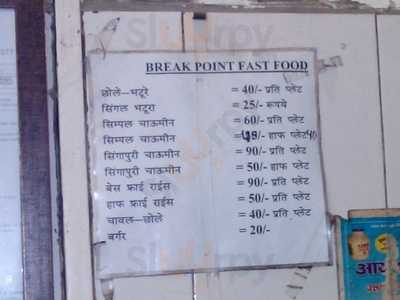 BREAK POINT FAST FOOD
छोले–भटूरे = 40/- प्रति प्लेट
सिंगल भटूरा = 25/- रूपये
सिम्पल चाऊमीन = 60/- प्रति प्लेट
सिम्पल चाऊमीन = /- हाफ प्लेट
सिंगापुरी चाऊमीन = 90/- प्रति प्लेट
सिंगापुरी चाऊमीन = 50/- हाफ प्लेट
बेस फ्राई राईस = 90/- प्रति प्लेट
हाफ फ्राई राईस = 50/- प्रति प्लेट
चावल–छोले = 40/- प्रति प्लेट
बर्गर = 20/-